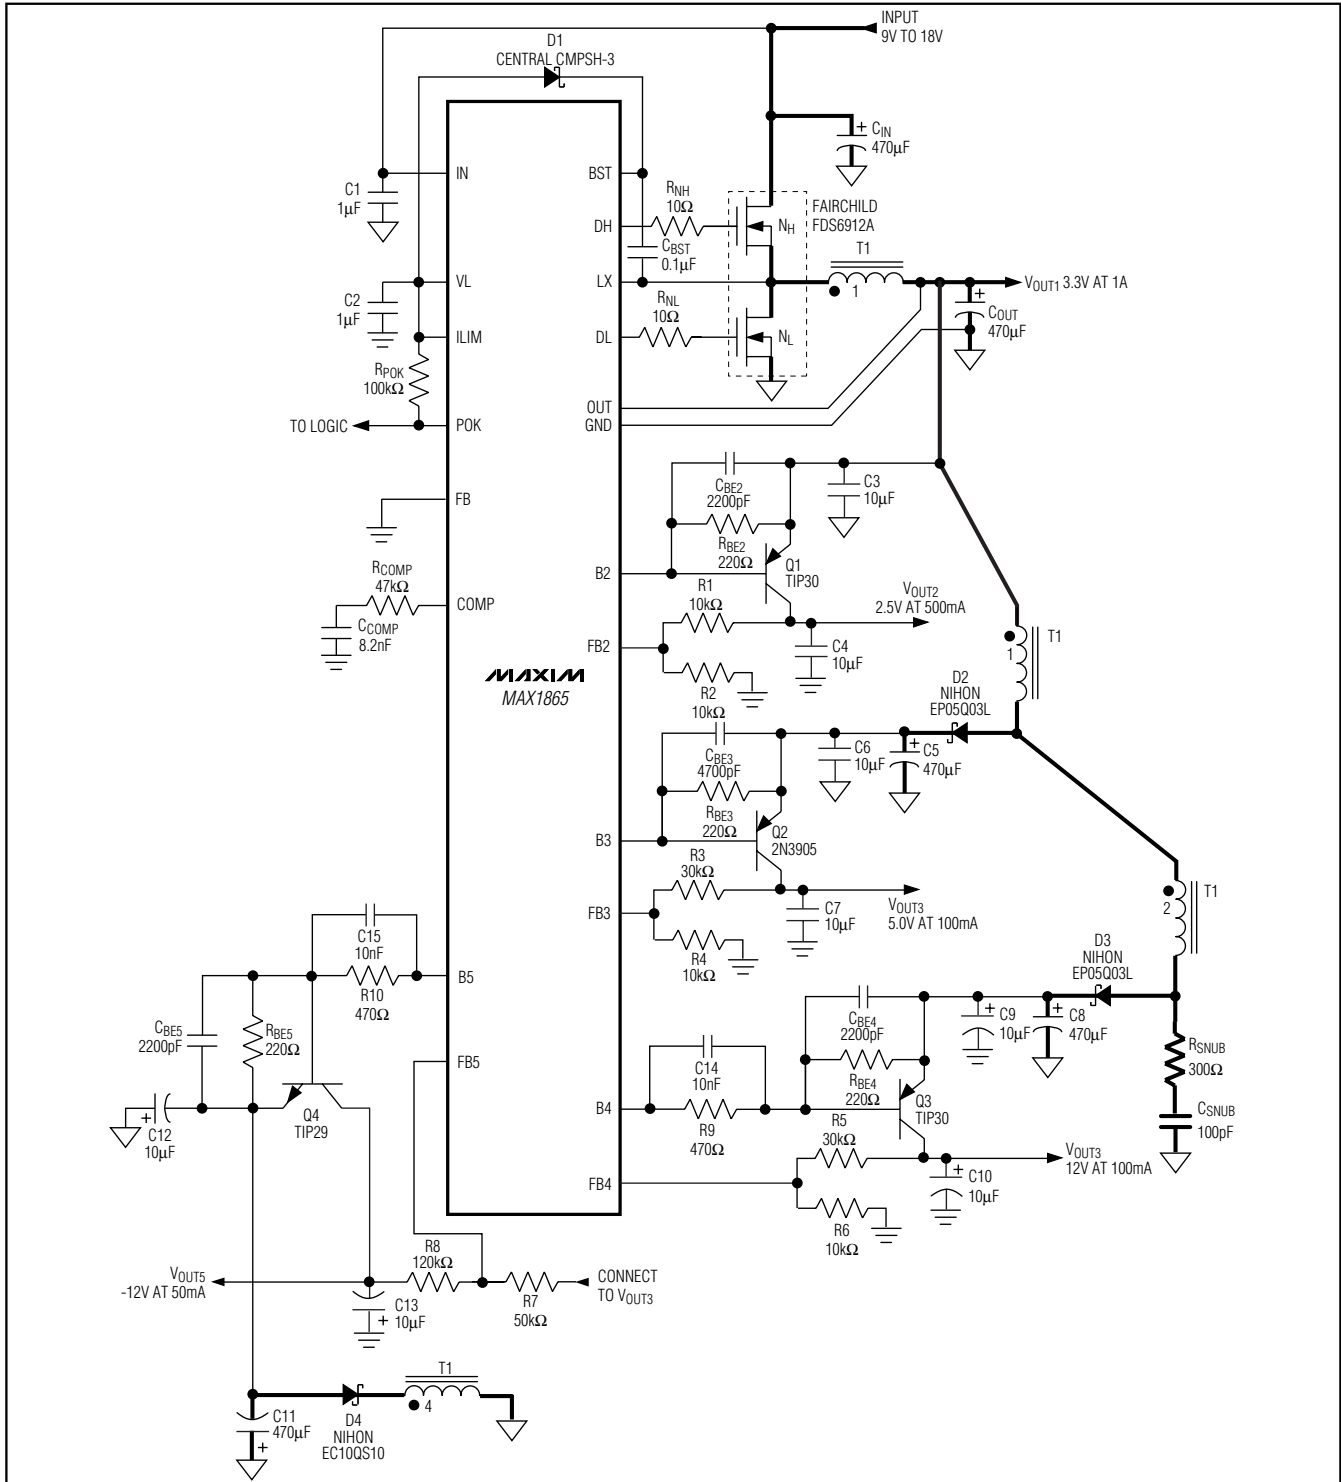 INPUT
9V TO 18V
D1
CENTRAL CMPSH-3
CIN
470µF
IN
BST
C1
1µF
RNH
10Ω
FAIRCHILD
FDS6912A
DH
NH
CBST
0.1µF
T1
1
VL
LX
VOUT1 3.3V AT 1A
C2
1µF
RNL
10Ω
COUT
470µF
ILIM
DL
NL
RPOK
100kΩ
OUT
GND
TO LOGIC
POK
FB
CBE2
2200pF
C3
10µF
RBE2
220Ω
Q1
TIP30
B2
RCOMP
47kΩ
COMP
R1
10kΩ
VOUT2
2.5V AT 500mA
CCOMP
8.2nF
FB2
C4
10µF
T1
1
MAXIM
MAX1865
R2
10kΩ
D2
NIHON
EP05Q03L
CBE3
4700pF
C6
10µF
C5
470µF
RBE3
220Ω
Q2
2N3905
B3
R3
30kΩ
T1
2
FB3
C7
10µF
VOUT3
5.0V AT 100mA
C15
10nF
R4
10kΩ
D3
NIHON
EP05Q03L
B5
R10
470Ω
CBE5
2200pF
RBE5
220Ω
CBE4
2200pF
C9
10µF
C8
470µF
RSNUB
300Ω
FB5
C14
10nF
RBE4
220Ω
Q3
TIP30
B4
R9
470Ω
CSNUB
100pF
C12
10µF
Q4
TIP29
R5
30kΩ
VOUT3
12V AT 100mA
FB4
C10
10µF
R6
10kΩ
R8
120kΩ
VOUT5
-12V AT 50mA
CONNECT
TO VOUT3
C13
10µF
R7
50kΩ
T1
4
C11
470µF
D4
NIHON
EC10QS10